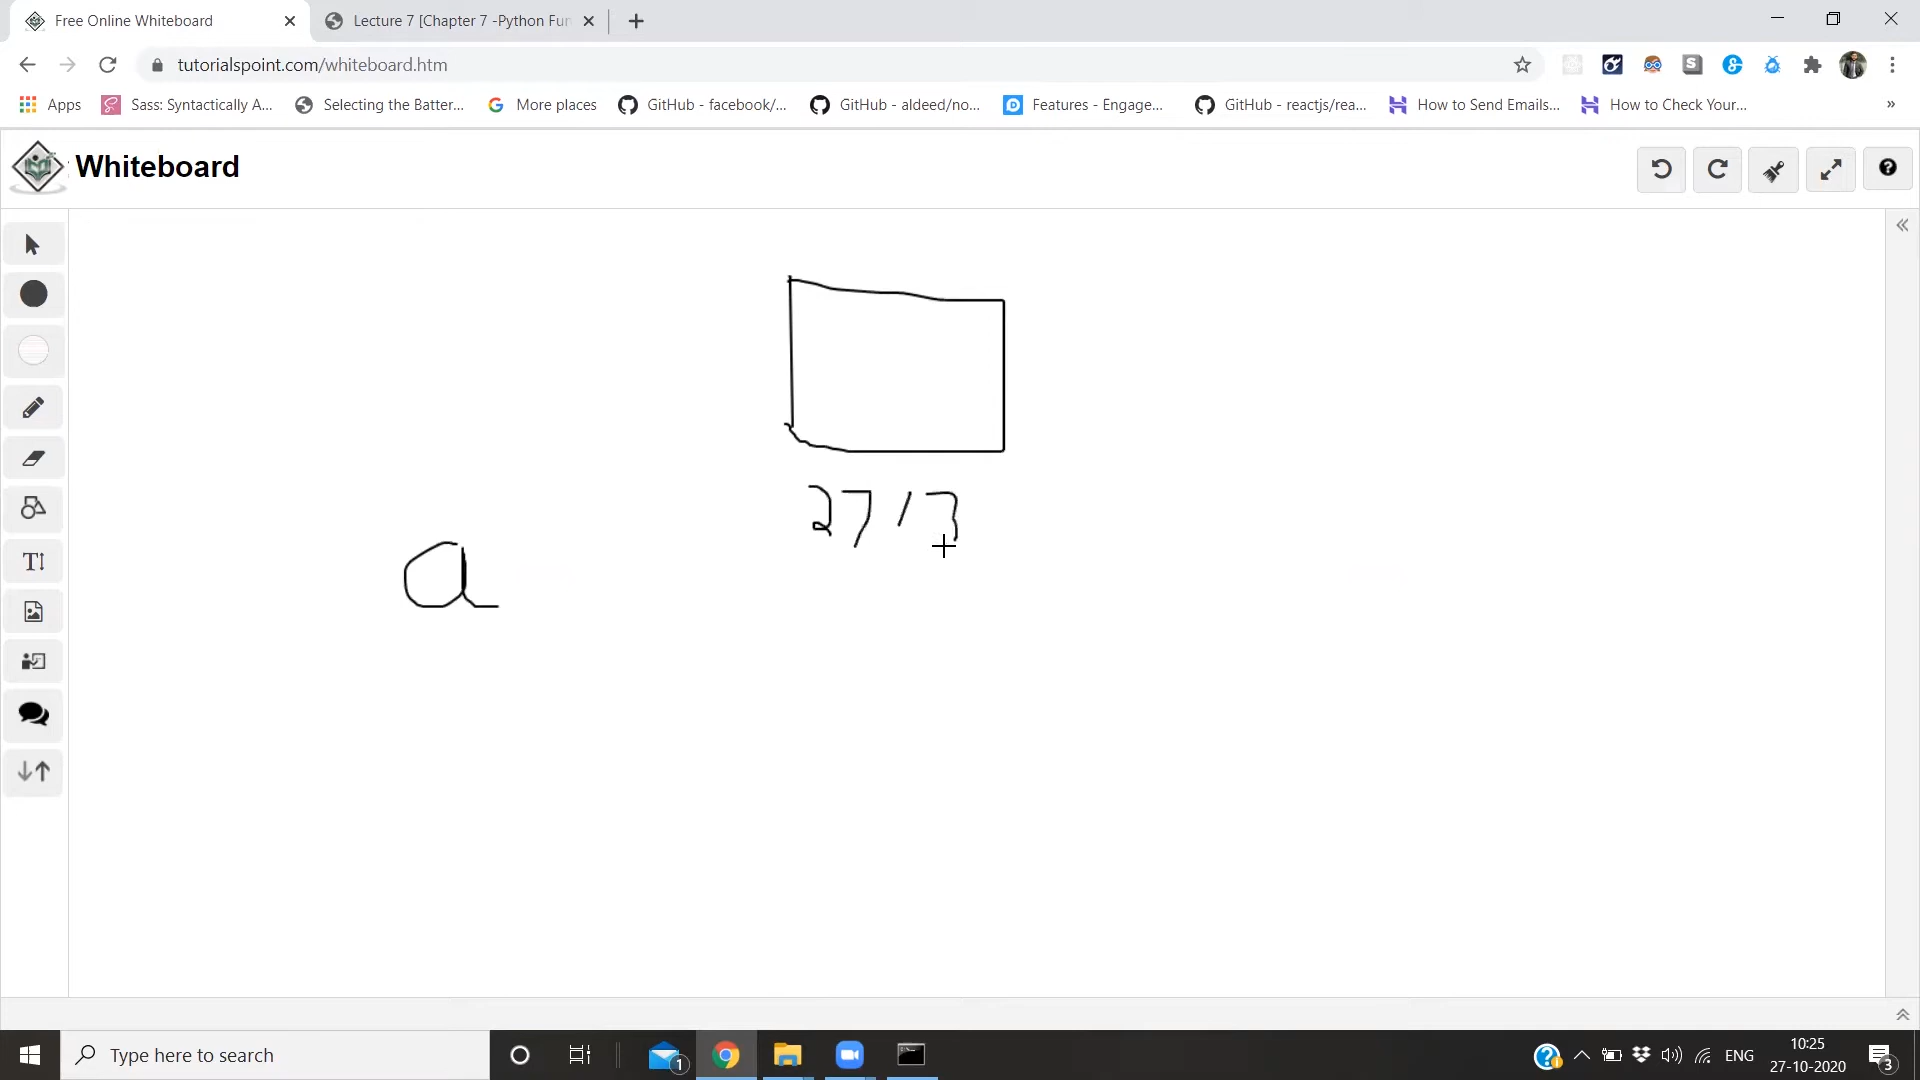 Free Online Whiteboard
Lecture 7 [Chapter 7 -Python Fun
tutorialspoint.com/whiteboard.htm
Apps
Sass: Syntactically A...
Selecting the Batter...
More places
GitHub - facebook/...
GitHub - aldeed/no...
Features - Engage...
GitHub - reactjs/rea...
How to Send Emails...
How to Check Your...
»
Whiteboard
a
T
Type here to search
1
ENG
10:25
27-10-2020
3